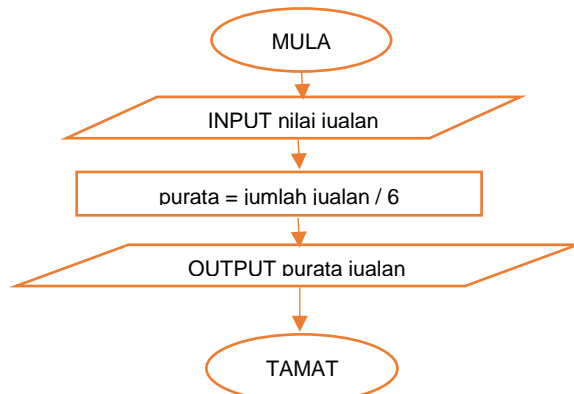 MULA
INPUT nilai jualan
purata = jumlah jualan / 6
OUTPUT purata jualan
TAMAT